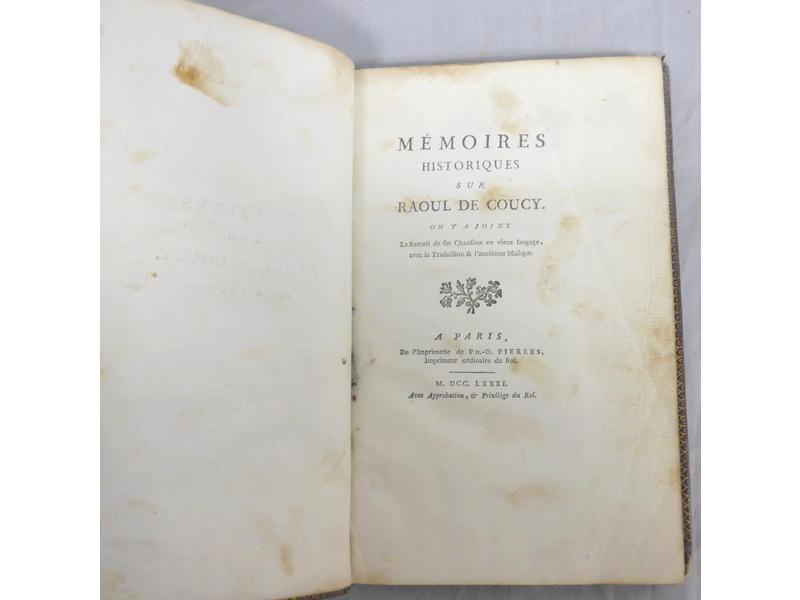 MÉMOIRES
HISTORIQUES
SUR
RAOUL DE COUCY.
ON Y A JOINT
Le Recueil de ſes Chanſons en vieux langage,
avec la Traduction & l'ancienne Muſique.
A PARIS,
De l'Imprimerie de PH.-D. PIERRES,
Imprimeur ordinaire du Roi.
M. DCC. LXXXI.
Avec Approbation, & Privilége du Roi.